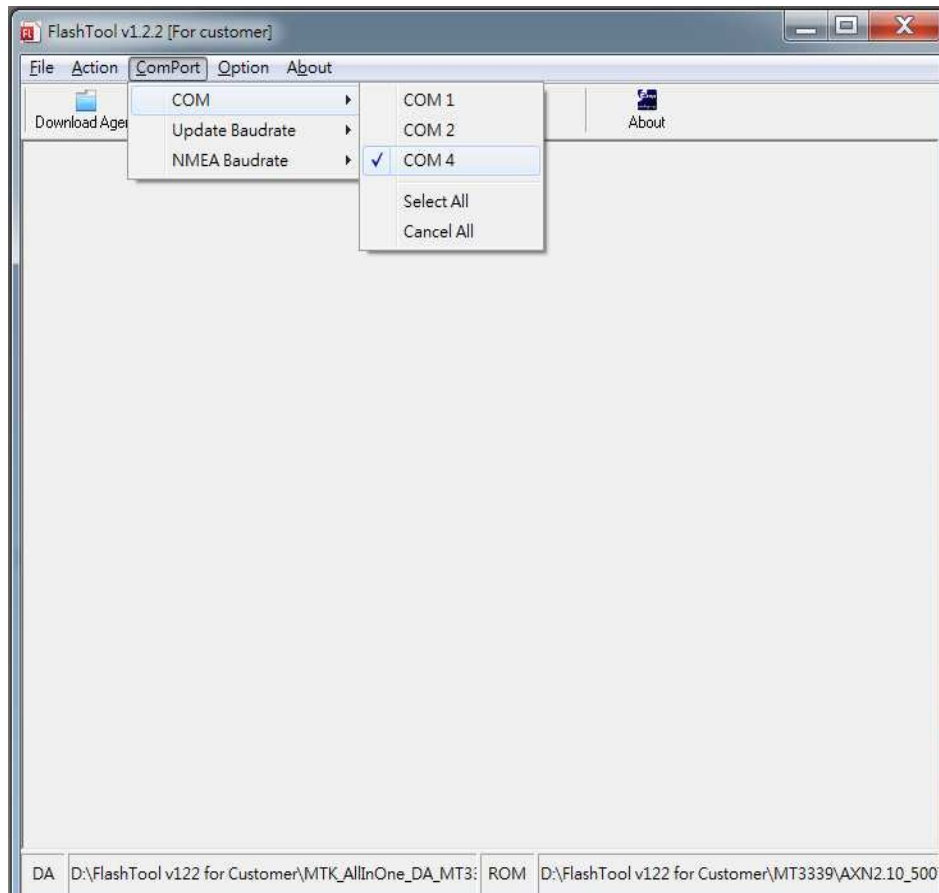 FlashTool v1.2.2 [For customer]
File Action ComPort Option About
Download Agen
About
COM
Update Baudrate
NMEA Baudrate
COM 1
COM 2
COM 4
Select All
Cancel All
DA D:\FlashTool v122 for Customer\MTK_AllInOne_DA_MT3: ROM D:\FlashTool v122 for Customer\MT3339\AXN2.10_500